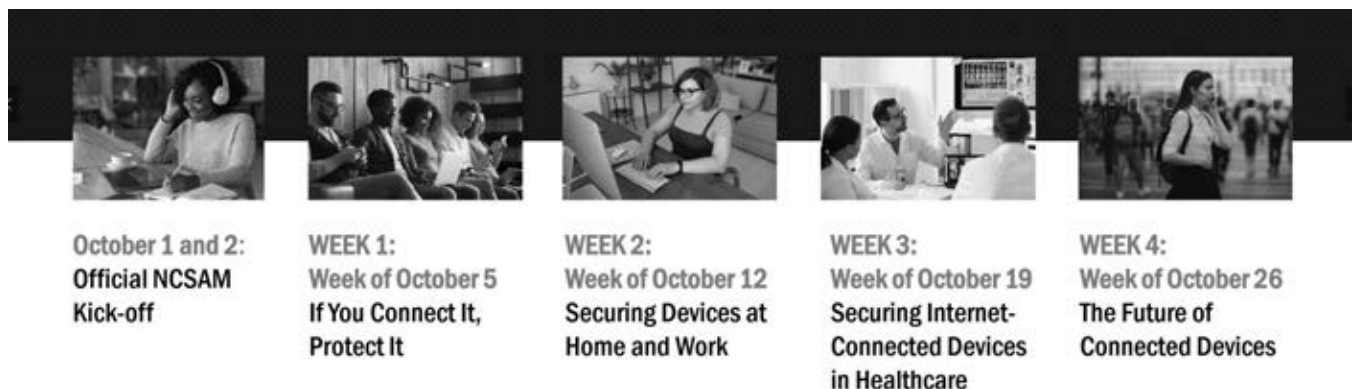 October 1 and 2:
Official NCSAM
Kick-off
WEEK 1:
Week of October 5
If You Connect It,
Protect It
WEEK 2:
Week of October 12
Securing Devices at
Home and Work
WEEK 3:
Week of October 19
Securing Internet-
Connected Devices
in Healthcare
WEEK 4:
Week of October 26
The Future of
Connected Devices